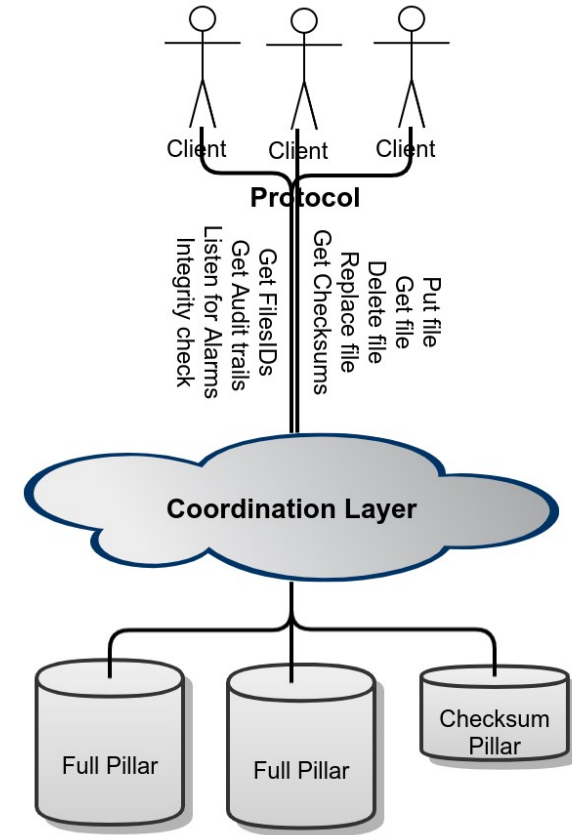 Client
Client
Client
Protocol
Put file
Get file
Delete file
Replace file
Get Checksums
Get FilesIDs
Get Audit trails
Listen for Alarms
Integrity check
Coordination Layer
Full Pillar
Full Pillar
Checksum
Pillar